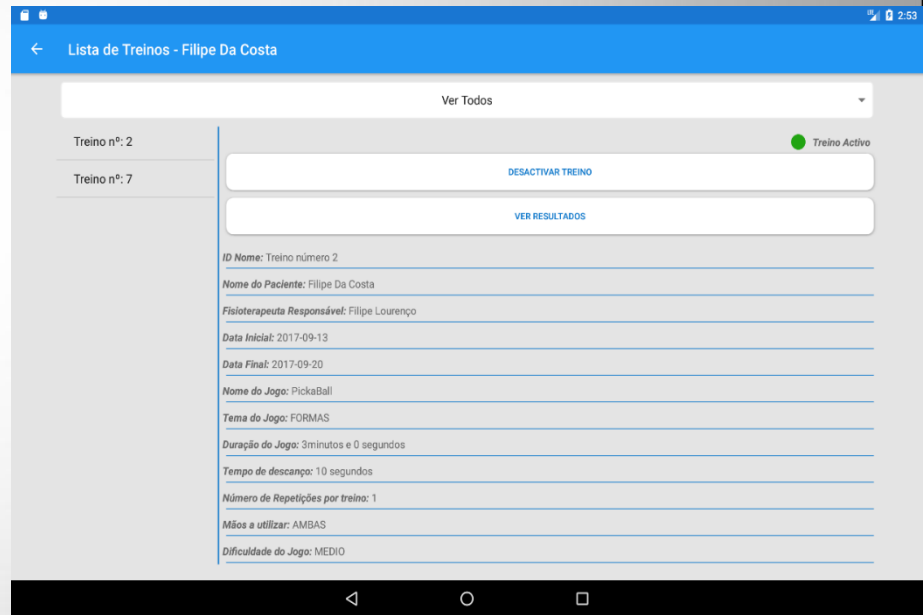 2:53
Lista de Treinos - Filipe Da Costa
Ver Todos
Treino nº: 2
Treino nº: 7
Treino Activo
DESACTIVAR TREINO
VER RESULTADOS
ID Nome: Treino número 2
Nome do Paciente: Filipe Da Costa
Fisioterapeuta Responsável: Filipe Lourenço
Data Inicial: 2017-09-13
Data Final: 2017-09-20
Nome do Jogo: PickaBall
Tema do Jogo: FORMAS
Duração do Jogo: 3minutos e 0 segundos
Tempo de descanço: 10 segundos
Número de Repetições por treino: 1
Mãos a utilizar: AMBAS
Dificuldade do Jogo: MEDIO